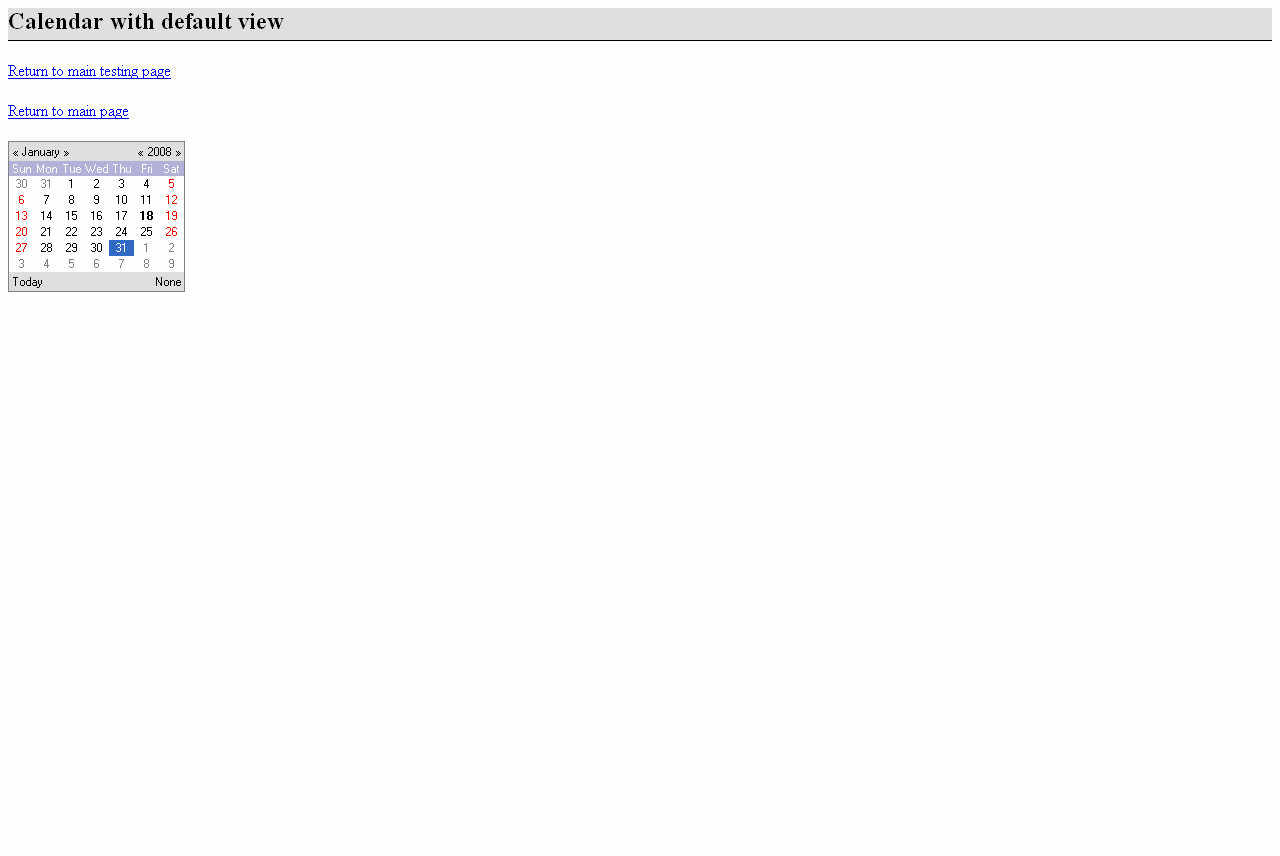 Calendar with default view
Return to main testing page
Return to main page
« January » « 2008 »
Sun Mon Tue Wed Thu Fri Sat
30 31 1 2 3 4 5
6 7 8 9 10 11 12
13 14 15 16 17 18 19
20 21 22 23 24 25 26
27 28 29 30 31 1 2
3 4 5 6 7 8 9
Today None